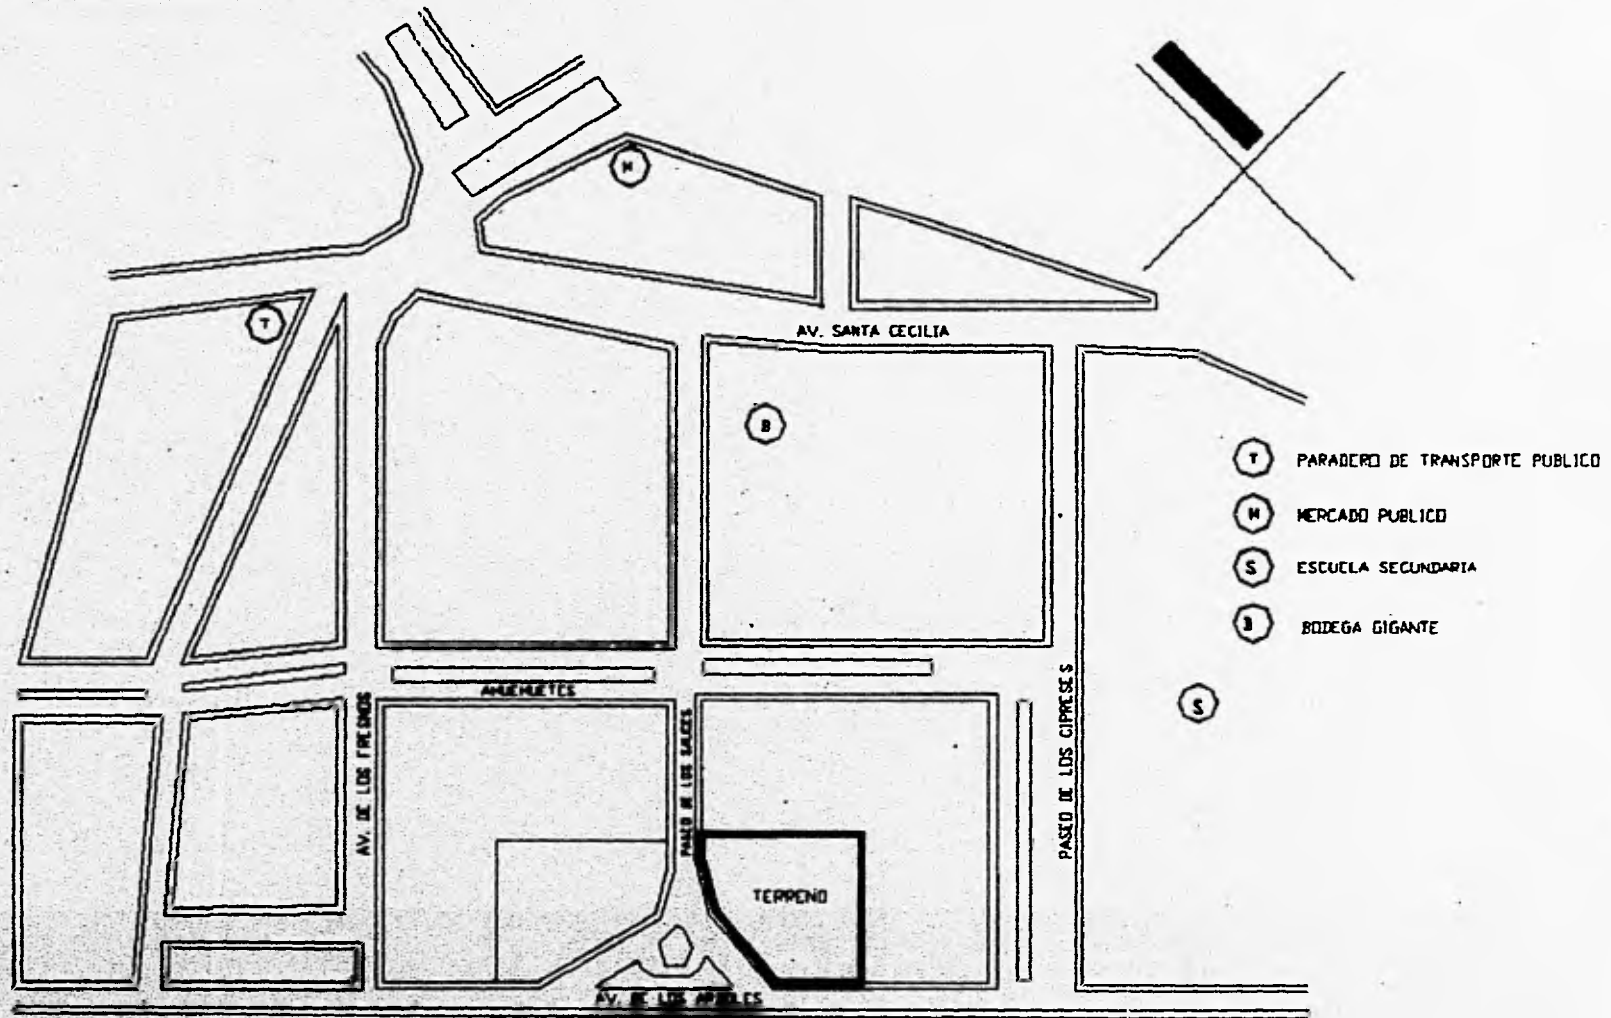 M
T
AV. SANTA CECILIA
B
T PARADERO DE TRANSPORTE PUBLICO
M MERCADO PUBLICO
S ESCUELA SECUNDARIA
B BODEGA GIGANTE
AHUEHUETES
S
AV. DE LOS FRESNOS
PASEO DE LOS SAUCES
PASEO DE LOS CIPRESES
TERRENO
AV. DE LOS ARBOLES